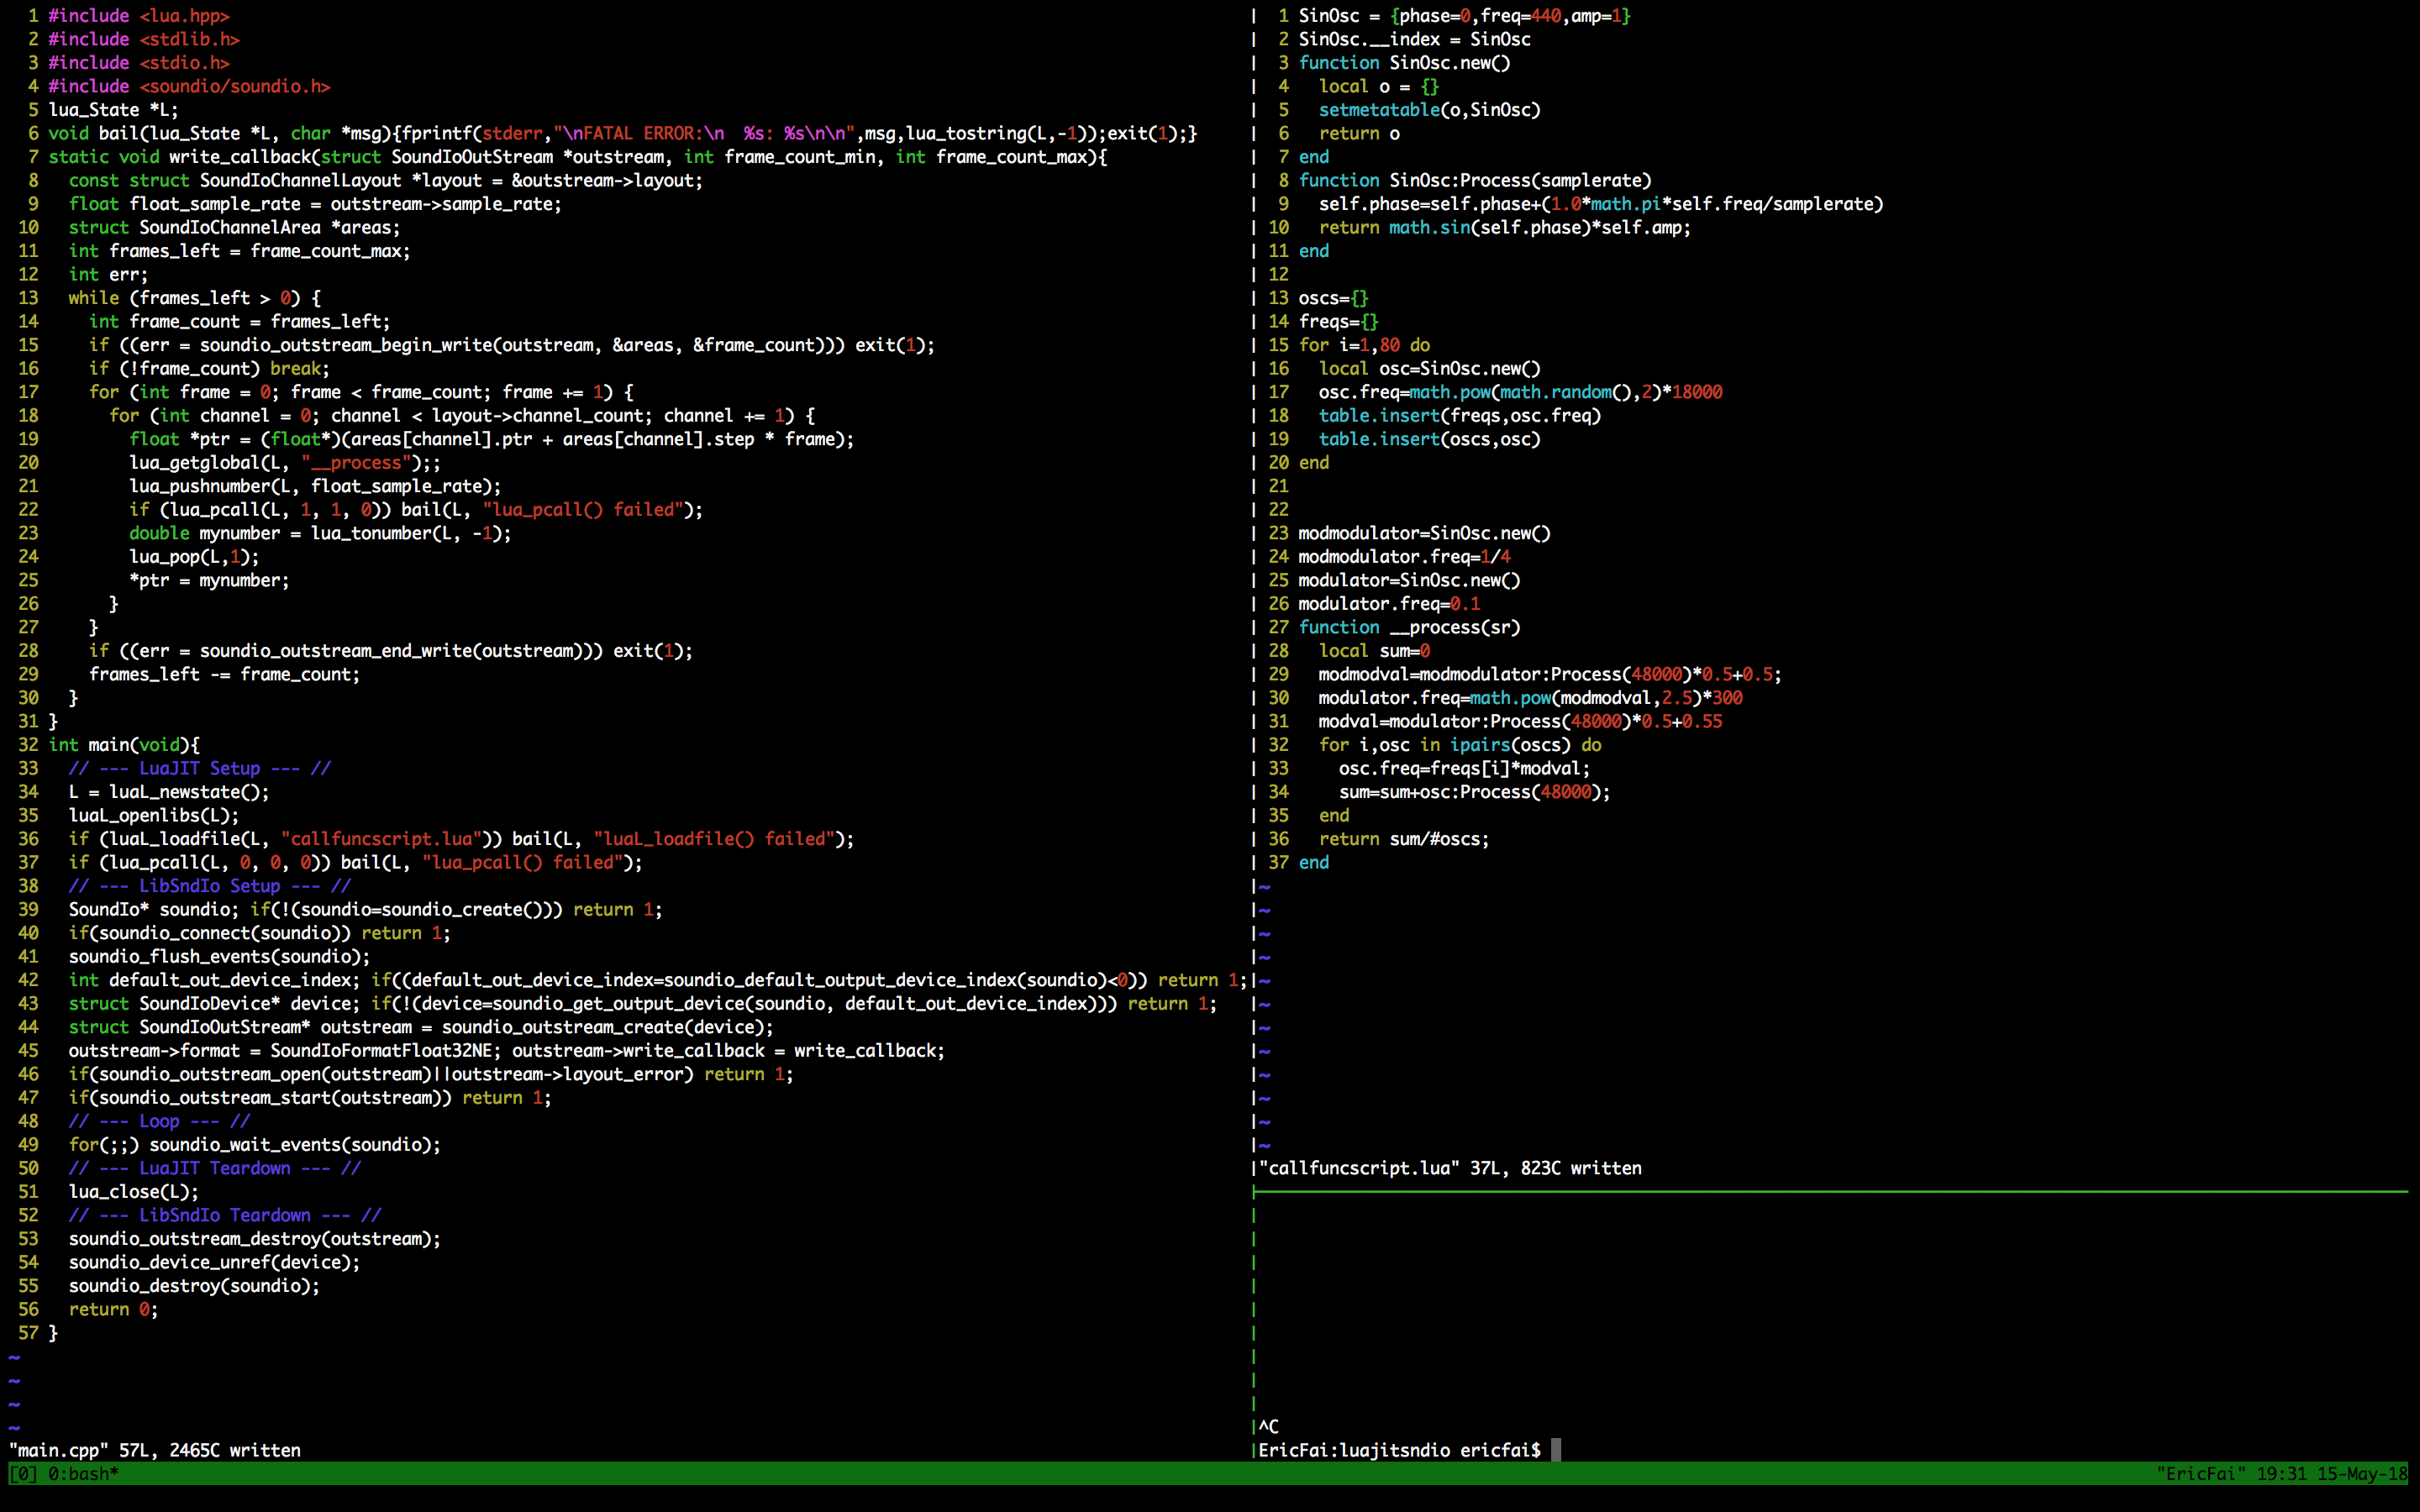 1 #include <lua.hpp>
2 #include <stdlib.h>
3 #include <stdio.h>
4 #include <soundio/soundio.h>
5 lua_State *L;
6 void bail(lua_State *L, char *msg){fprintf(stderr,"\nFATAL ERROR:\n  %s: %s\n\n",msg,lua_tostring(L,-1));exit(1);}
7 static void write_callback(struct SoundIoOutStream *outstream, int frame_count_min, int frame_count_max){
8   const struct SoundIoChannelLayout *layout = &outstream->layout;
9   float float_sample_rate = outstream->sample_rate;
10   struct SoundIoChannelArea *areas;
11   int frames_left = frame_count_max;
12   int err;
13   while (frames_left > 0) {
14     int frame_count = frames_left;
15     if ((err = soundio_outstream_begin_write(outstream, &areas, &frame_count))) exit(1);
16     if (!frame_count) break;
17     for (int frame = 0; frame < frame_count; frame += 1) {
18       for (int channel = 0; channel < layout->channel_count; channel += 1) {
19         float *ptr = (float*)(areas[channel].ptr + areas[channel].step * frame);
20         lua_getglobal(L, "__process");;
21         lua_pushnumber(L, float_sample_rate);
22         if (lua_pcall(L, 1, 1, 0)) bail(L, "lua_pcall() failed");
23         double mynumber = lua_tonumber(L, -1);
24         lua_pop(L,1);
25         *ptr = mynumber;
26       }
27     }
28     if ((err = soundio_outstream_end_write(outstream))) exit(1);
29     frames_left -= frame_count;
30   }
31 }
32 int main(void){
33   // --- LuaJIT Setup --- //
34   L = luaL_newstate();
35   luaL_openlibs(L);
36   if (luaL_loadfile(L, "callfuncscript.lua")) bail(L, "luaL_loadfile() failed");
37   if (lua_pcall(L, 0, 0, 0)) bail(L, "lua_pcall() failed");
38   // --- LibSndIo Setup --- //
39   SoundIo* soundio; if(!(soundio=soundio_create())) return 1;
40   if(soundio_connect(soundio)) return 1;
41   soundio_flush_events(soundio);
42   int default_out_device_index; if((default_out_device_index=soundio_default_output_device_index(soundio)<0)) return 1;
43   struct SoundIoDevice* device; if(!(device=soundio_get_output_device(soundio, default_out_device_index))) return 1;
44   struct SoundIoOutStream* outstream = soundio_outstream_create(device);
45   outstream->format = SoundIoFormatFloat32NE; outstream->write_callback = write_callback;
46   if(soundio_outstream_open(outstream)||outstream->layout_error) return 1;
47   if(soundio_outstream_start(outstream)) return 1;
48   // --- Loop --- //
49   for(;;) soundio_wait_events(soundio);
50   // --- LuaJIT Teardown --- //
51   lua_close(L);
52   // --- LibSndIo Teardown --- //
53   soundio_outstream_destroy(outstream);
54   soundio_device_unref(device);
55   soundio_destroy(soundio);
56   return 0;
57 }
~
~
~
~
"main.cpp" 57L, 2465C written
1 SinOsc = {phase=0,freq=440,amp=1}
2 SinOsc.__index = SinOsc
3 function SinOsc.new()
4   local o = {}
5   setmetatable(o,SinOsc)
6   return o
7 end
8 function SinOsc:Process(samplerate)
9   self.phase=self.phase+(1.0*math.pi*self.freq/samplerate)
10   return math.sin(self.phase)*self.amp;
11 end
12
13 oscs={}
14 freqs={}
15 for i=1,80 do
16   local osc=SinOsc.new()
17   osc.freq=math.pow(math.random(),2)*18000
18   table.insert(freqs,osc.freq)
19   table.insert(oscs,osc)
20 end
21
22
23 modmodulator=SinOsc.new()
24 modmodulator.freq=1/4
25 modulator=SinOsc.new()
26 modulator.freq=0.1
27 function __process(sr)
28   local sum=0
29   modmodval=modmodulator:Process(48000)*0.5+0.5;
30   modulator.freq=math.pow(modmodval,2.5)*300
31   modval=modulator:Process(48000)*0.5+0.55
32   for i,osc in ipairs(oscs) do
33     osc.freq=freqs[i]*modval;
34     sum=sum+osc:Process(48000);
35   end
36   return sum/#oscs;
37 end
~
~
~
~
~
~
~
~
~
~
~
~
"callfuncscript.lua" 37L, 823C written
^C
EricFai:luajitsndio ericfai$
[0] 0:bash*
"EricFai" 19:31 15-May-18